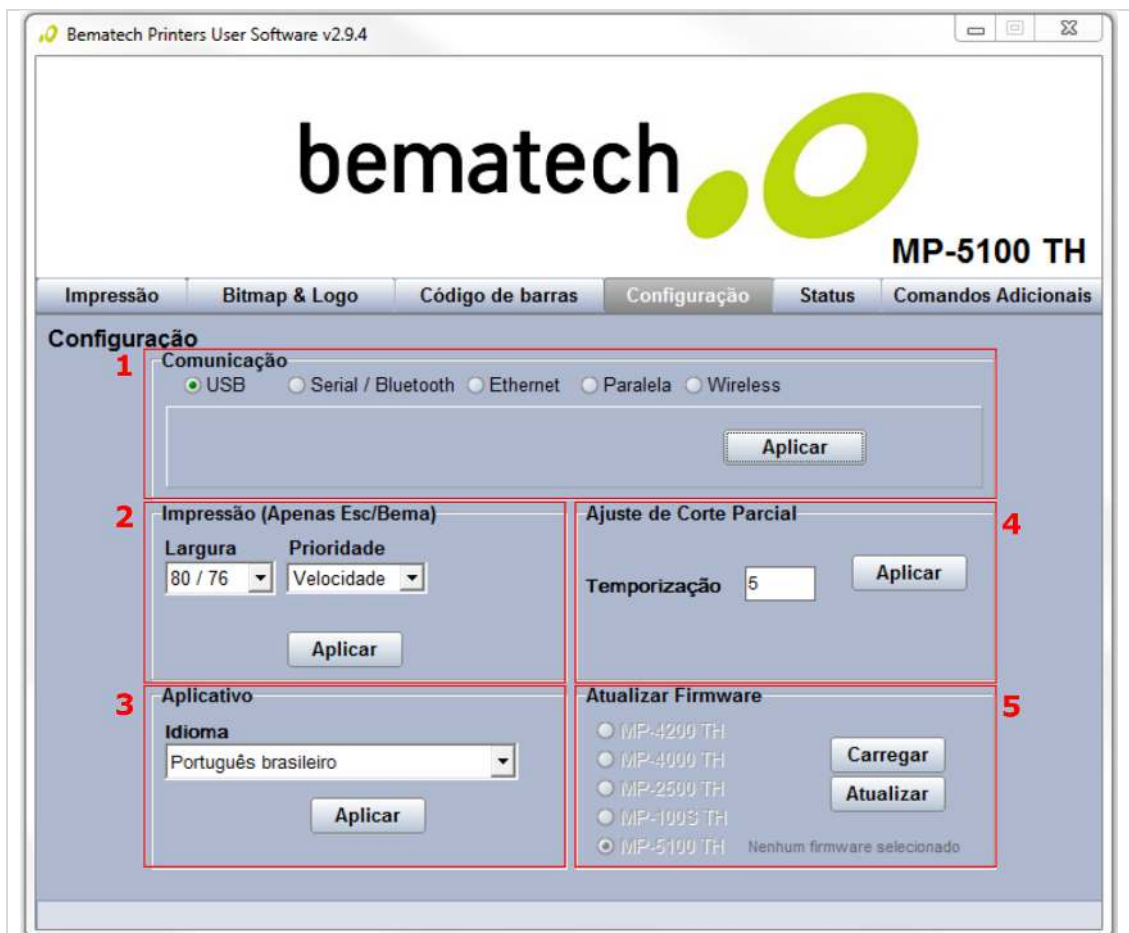 Bematech Printers User Software v2.9.4
bematech
MP-5100 TH
Impressão Bitmap & Logo Código de barras Configuração Status Comandos Adicionais
Configuração
1
Comunicação
USB Serial / Bluetooth Ethernet Paralela Wireless
Aplicar
2
Impressão (Apenas Esc/Bema)
Largura Prioridade
80 / 76 Velocidade
Aplicar
4
Ajuste de Corte Parcial
Temporização 5 Aplicar
3
Aplicativo
Idioma
Português brasileiro
Aplicar
5
Atualizar Firmware
MP-4200 TH
MP-4000 TH
MP-2500 TH
MP-100S TH
MP-5100 TH Nenhum firmware selecionado
Carregar
Atualizar